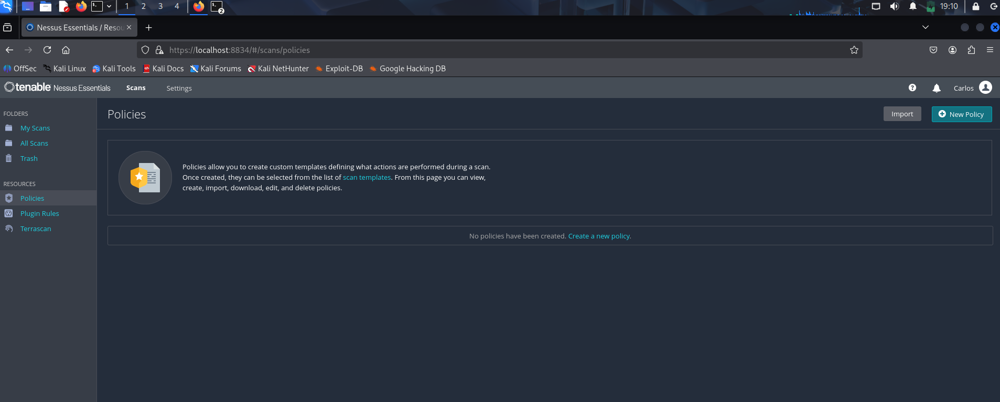 1 2 3 4 2 19:10
Nessus Essentials / Resou
https://localhost:8834/#/scans/policies
OffSec Kali Linux Kali Tools Kali Docs Kali Forums Kali NetHunter Exploit-DB Google Hacking DB
tenable Nessus Essentials Scans Settings Carlos
FOLDERS
My Scans
All Scans
Trash
RESOURCES
Policies
Plugin Rules
Terrascan
Policies
Import New Policy
Policies allow you to create custom templates defining what actions are performed during a scan.
Once created, they can be selected from the list of scan templates. From this page you can view,
create, import, download, edit, and delete policies.
No policies have been created. Create a new policy.